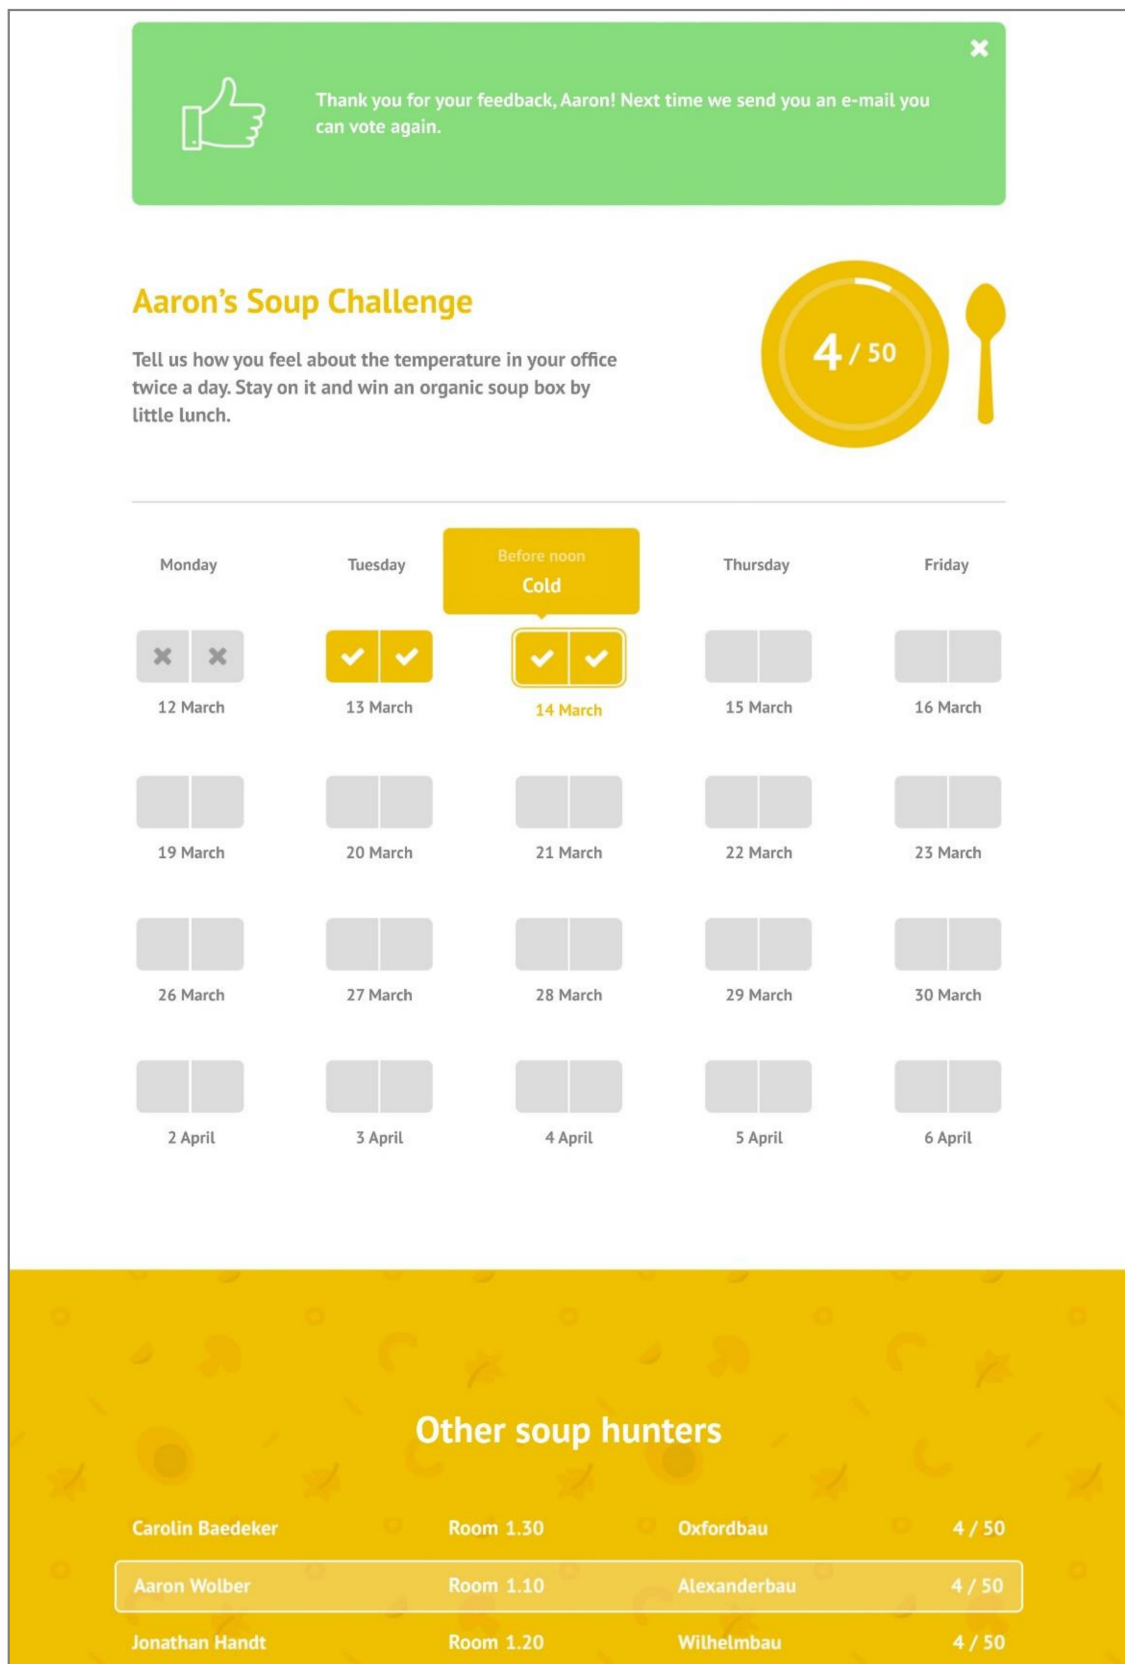 Thank you for your feedback, Aaron! Next time we send you an e-mail you
can vote again.
Aaron’s Soup Challenge
Tell us how you feel about the temperature in your office
twice a day. Stay on it and win an organic soup box by
little lunch.
4 / 50
Monday Tuesday Before noon Thursday Friday
Cold
12 March 13 March 14 March 15 March 16 March
19 March 20 March 21 March 22 March 23 March
26 March 27 March 28 March 29 March 30 March
2 April 3 April 4 April 5 April 6 April
Other soup hunters
Carolin Baedeker Room 1.30 Oxfordbau 4 / 50
Aaron Wolber Room 1.10 Alexanderbau 4 / 50
Jonathan Handt Room 1.20 Wilhelmbau 4 / 50